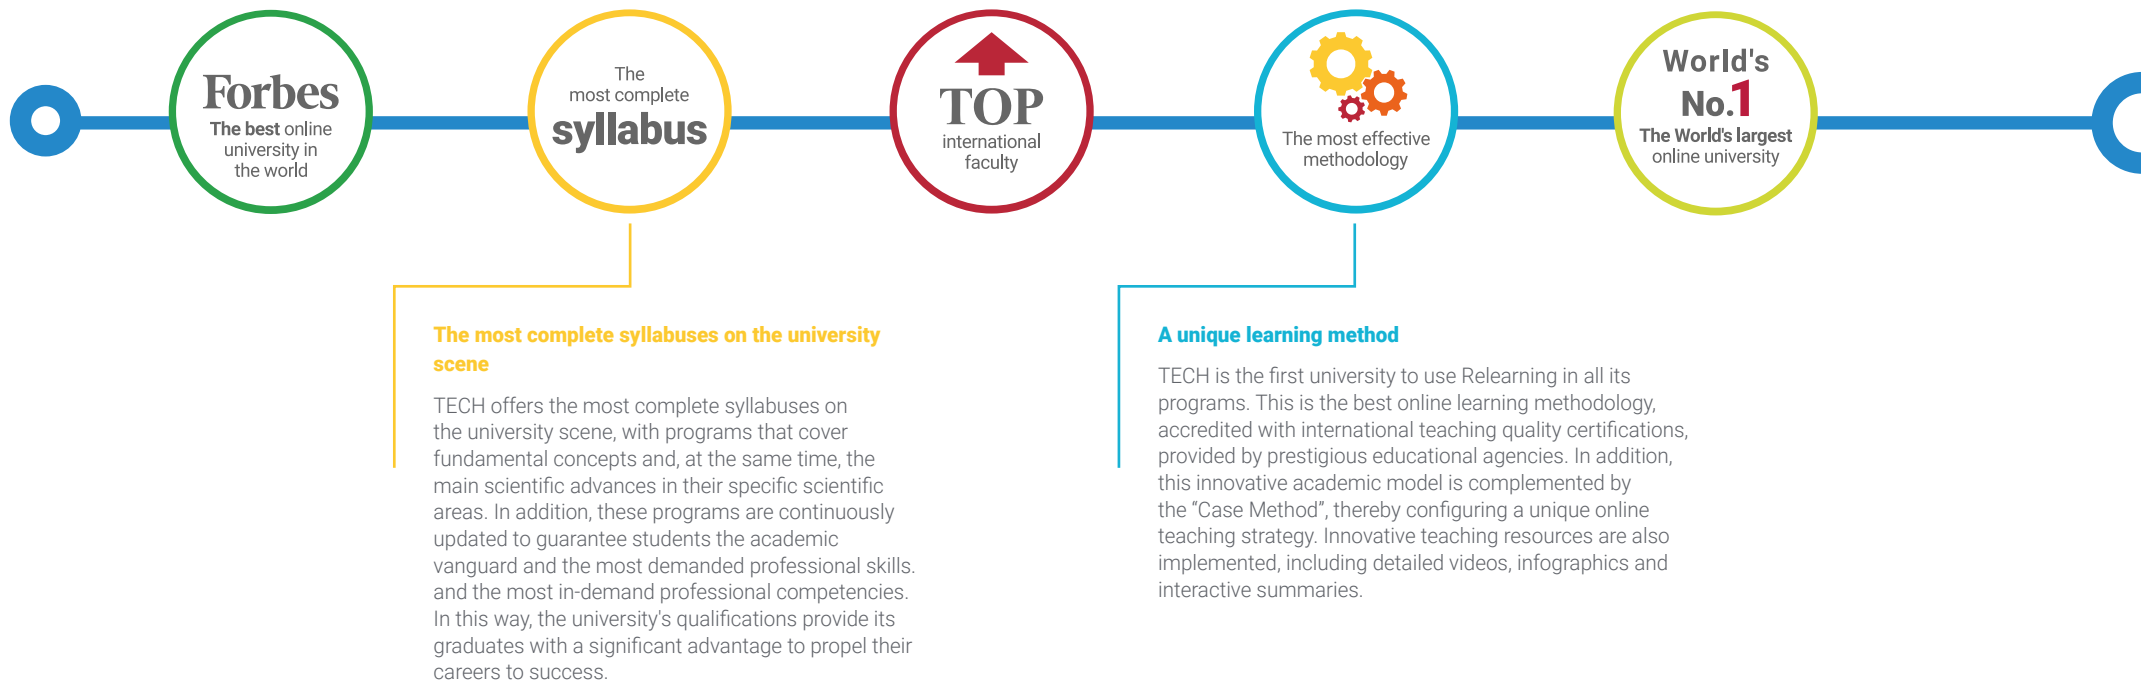 Forbes
The best online
university in
the world
The
most complete
syllabus
TOP
international
faculty
The most effective
methodology
World's
No.1
The World's largest
online university
The most complete syllabuses on the university
scene
TECH offers the most complete syllabuses on
the university scene, with programs that cover
fundamental concepts and, at the same time, the
main scientific advances in their specific scientific
areas. In addition, these programs are continuously
updated to guarantee students the academic
vanguard and the most demanded professional skills.
and the most in-demand professional competencies.
In this way, the university's qualifications provide its
graduates with a significant advantage to propel their
careers to success.
A unique learning method
TECH is the first university to use Relearning in all its
programs. This is the best online learning methodology,
accredited with international teaching quality certifications,
provided by prestigious educational agencies. In addition,
this innovative academic model is complemented by
the “Case Method”, thereby configuring a unique online
teaching strategy. Innovative teaching resources are also
implemented, including detailed videos, infographics and
interactive summaries.